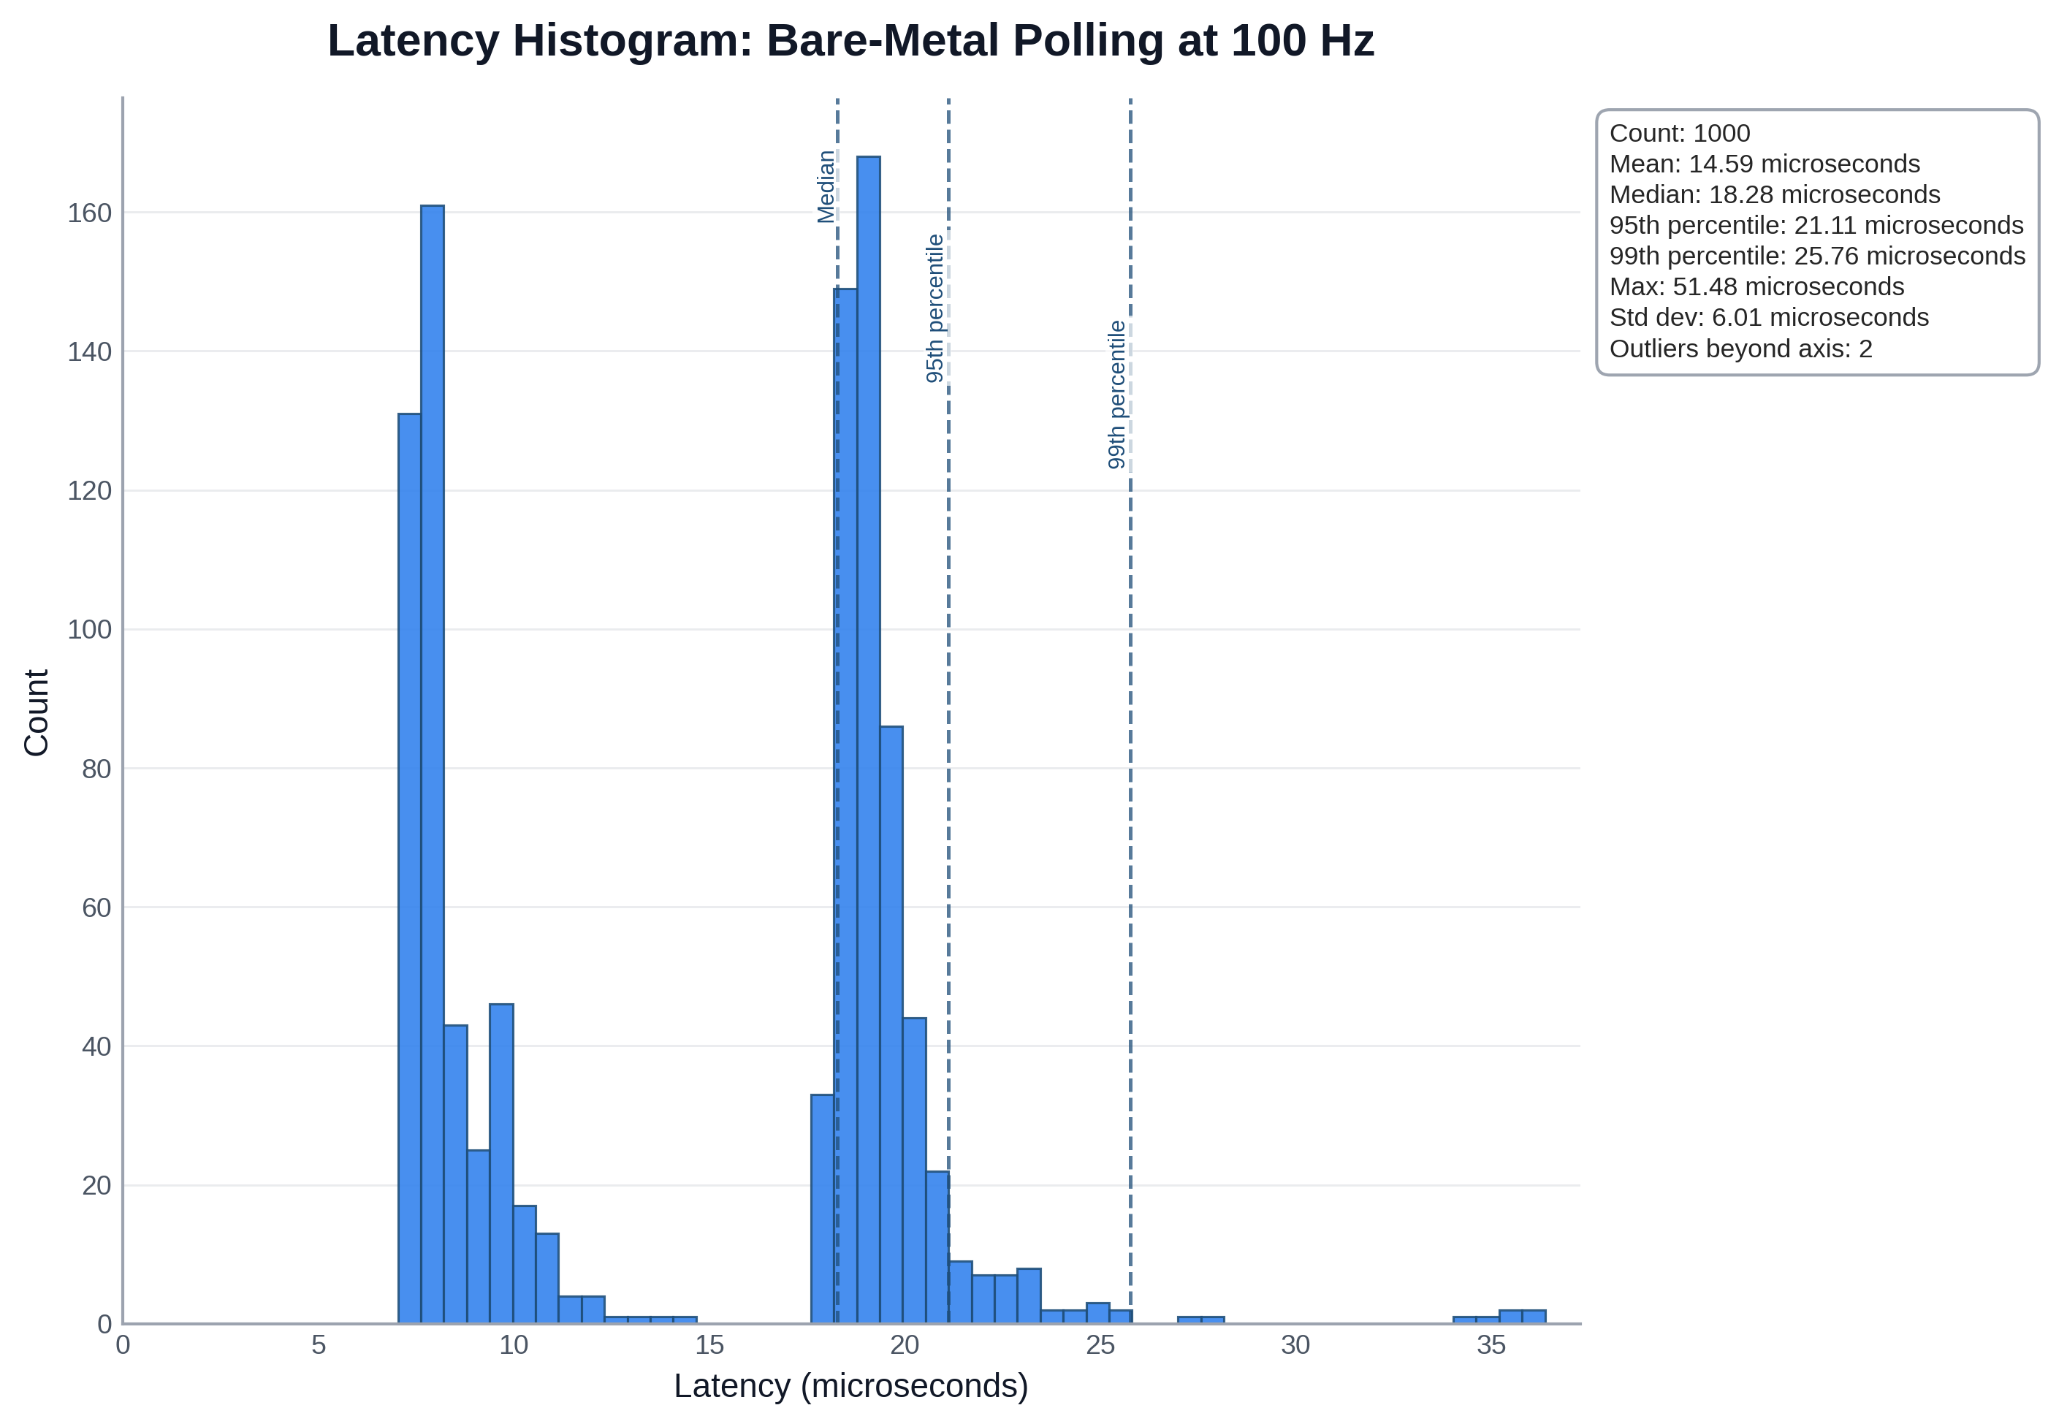 Latency Histogram: Bare-Metal Polling at 100 Hz
Count: 1000
Mean: 14.59 microseconds
Median: 18.28 microseconds
95th percentile: 21.11 microseconds
99th percentile: 25.76 microseconds
Max: 51.48 microseconds
Std dev: 6.01 microseconds
Outliers beyond axis: 2
Median
95th percentile
99th percentile
Count
160
140
120
100
80
60
40
20
0
0 5 10 15 20 25 30 35
Latency (microseconds)